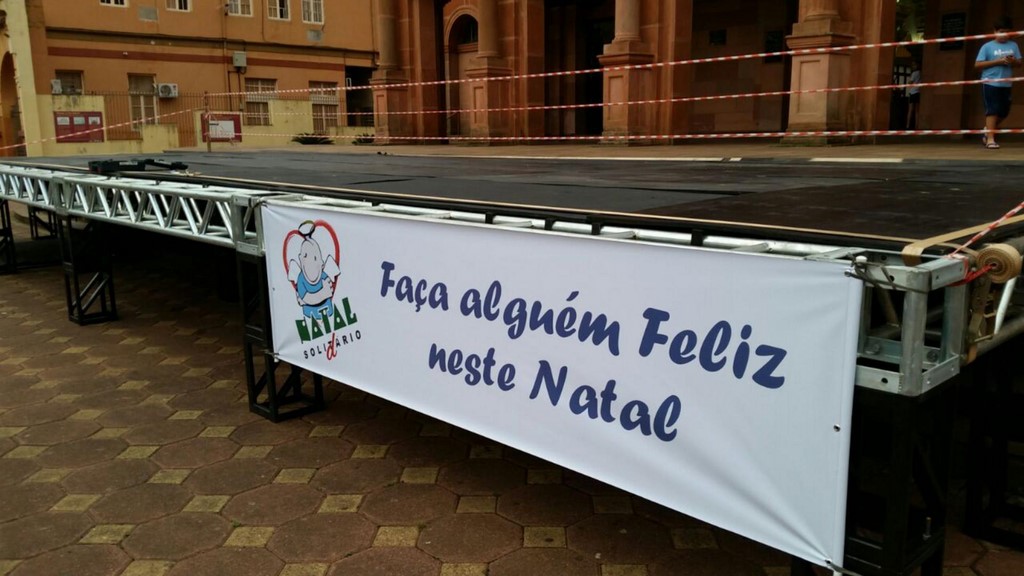 NATAL
SOLIDÁRIO
Faça alguém Feliz
neste Natal